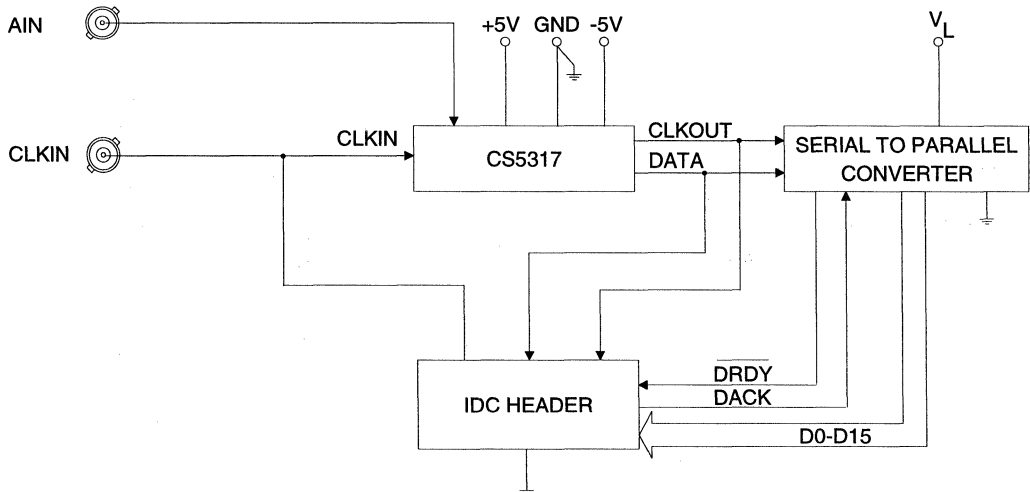 AIN
+5V GND -5V
VL
CLKIN
CLKIN
CS5317
CLKOUT
DATA
SERIAL TO PARALLEL
CONVERTER
IDC HEADER
DRDY
DACK
D0-D15